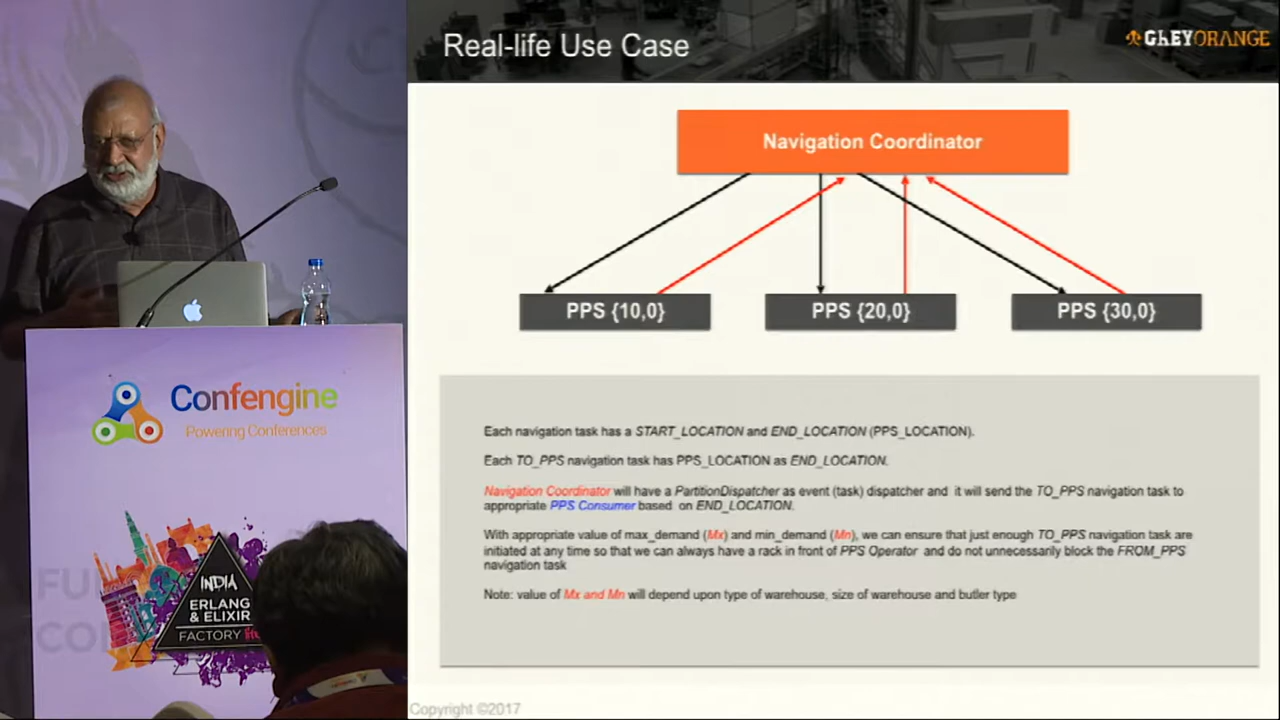 Real-life Use Case
GREYORANGE
Navigation Coordinator
PPS {10,0}
PPS {20,0}
PPS {30,0}
Each navigation task has a START_LOCATION and END_LOCATION (PPS_LOCATION).
Each TO_PPS navigation task has PPS_LOCATION as END_LOCATION.
Navigation Coordinator will have a PartitionDispatcher as event (task) dispatcher and it will send the TO_PPS navigation task to
appropriate PPS Consumer based on END_LOCATION.
With appropriate value of max_demand (Mx) and min_demand (Mn), we can ensure that just enough TO_PPS navigation task are
initiated at any time so that we can always have a rack in front of PPS Operator and do not unnecessarily block the FROM_PPS
navigation task
Note: value of Mx and Mn will depend upon type of warehouse, size of warehouse and butler type
Copyright ©2017
Confengine
Powering Conferences
INDIA
ERLANG
& ELIXIR
FACTORY